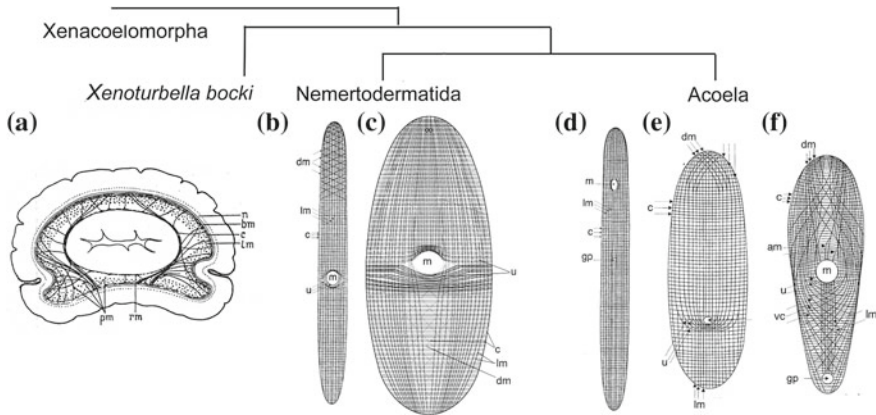 Xenacoelomorpha
Xenoturbella bocki
Nemertodermatida
Acoela
(a)
(b)
(c)
(d)
(e)
(f)
n
bm
c
lm
pm
rm
dm
lm
c
m
u
m
u
c
lm
dm
m
lm
c
gp
dm
c
u
lm
dm
c
am
m
u
vc
lm
gp